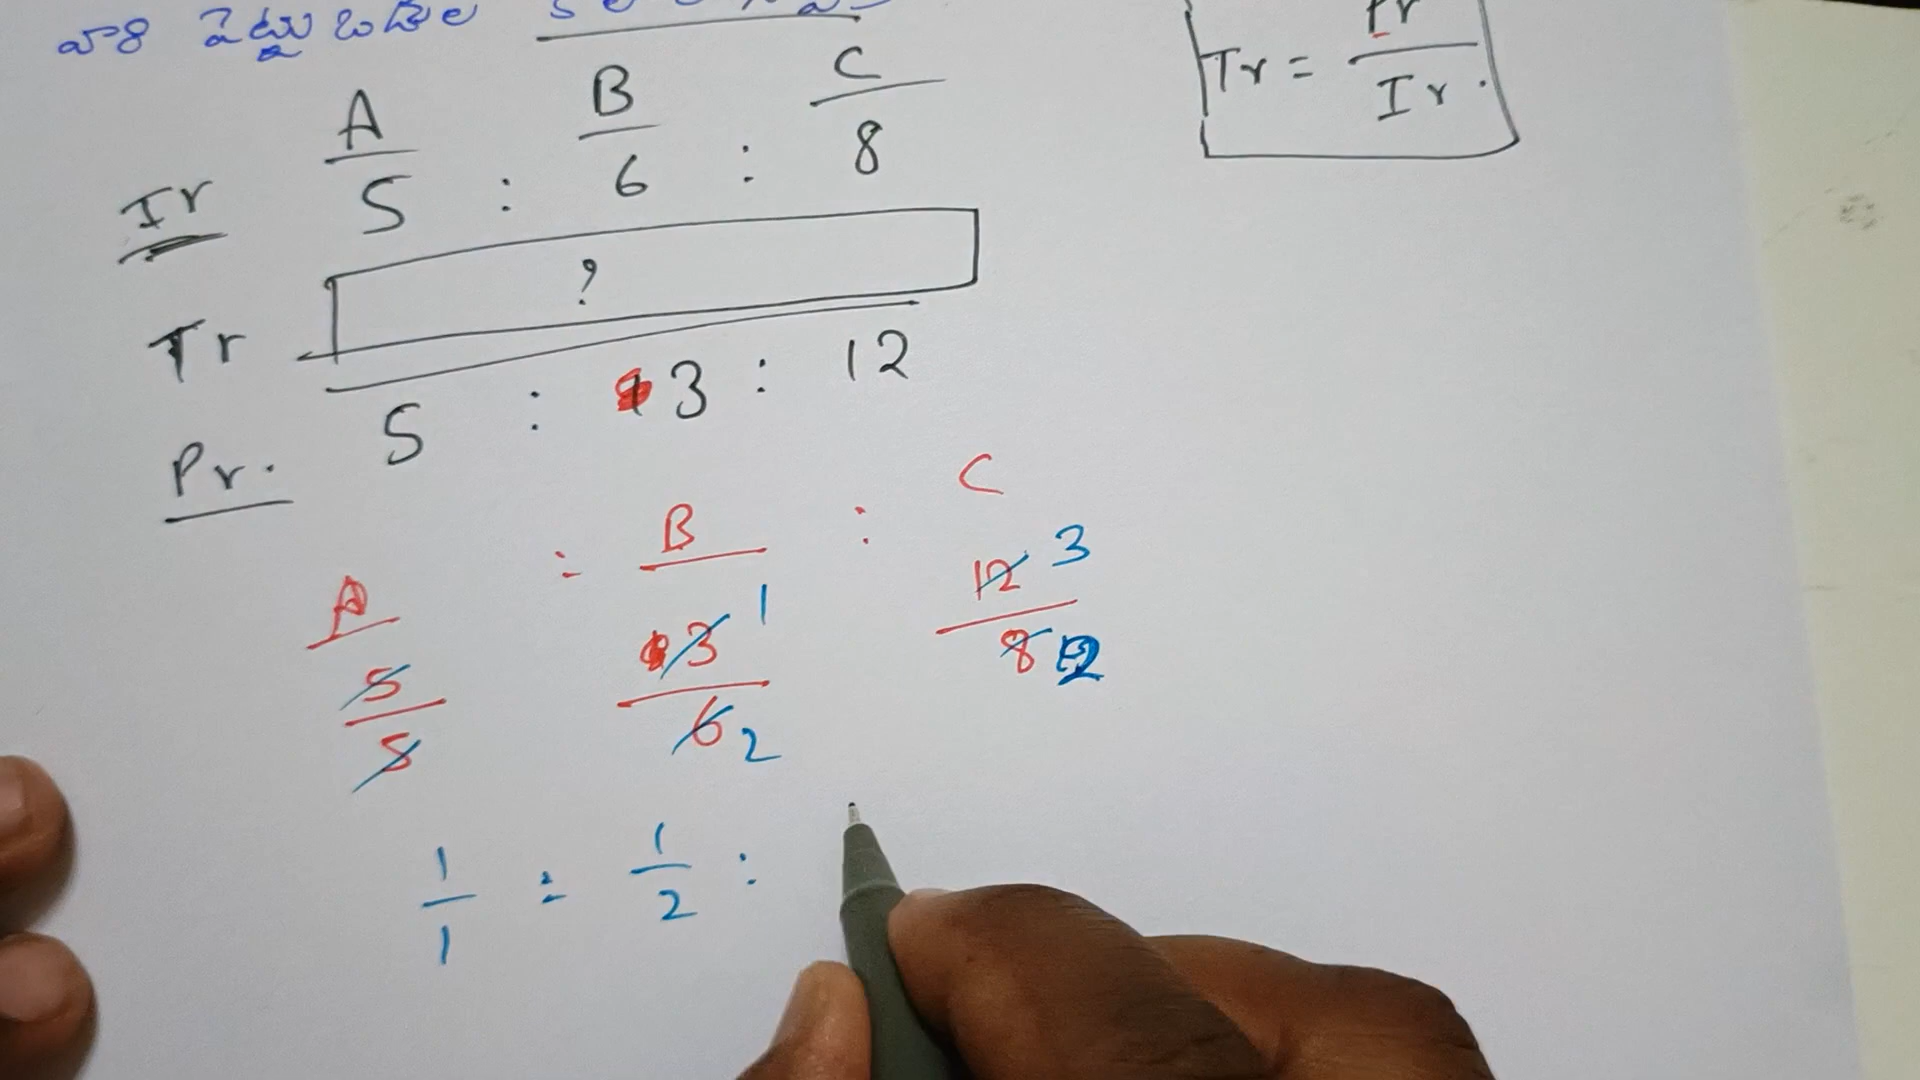 వారి పెట్టుబడుల
A B C
Ir 5 : 6 : 8
Tr = Pr / Ir .
Tr ?
Pr. 5 : 3 : 12
A : B : C
5/5 3/6 12/8
1 2 3 2
1/1 : 1/2 :